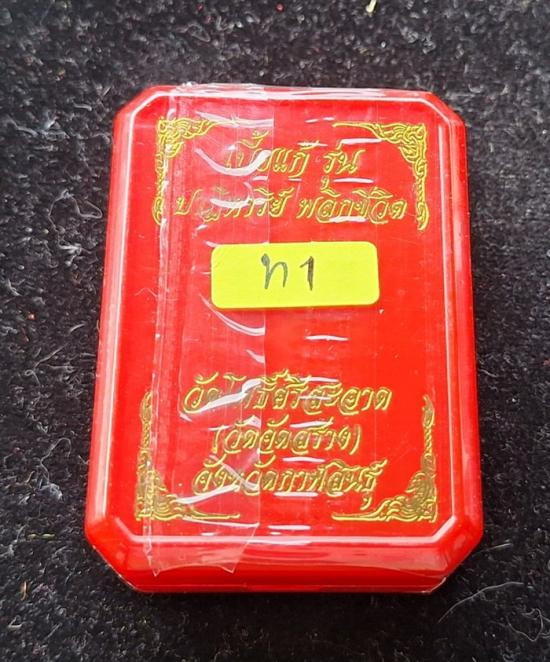 เบี้ยแก้ รุ่น
ปาฏิหาริย์ พลิกชีวิต
ท1
วัดโพธิ์ศรีสะอาด
(วัดอัดสร้าง)
จังหวัดกาฬสินธุ์